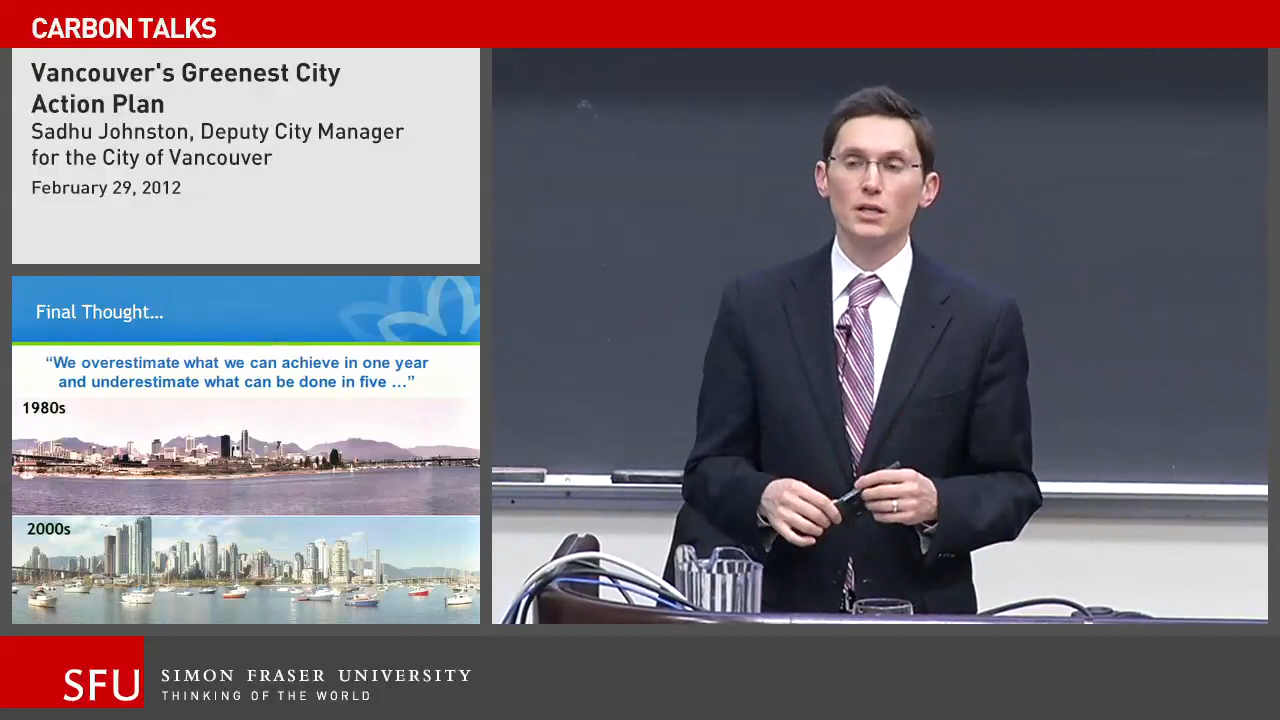 CARBON TALKS
Vancouver's Greenest City
Action Plan
Sadhu Johnston, Deputy City Manager
for the City of Vancouver
February 29, 2012
Final Thought...
“We overestimate what we can achieve in one year
and underestimate what can be done in five ...”
1980s
2000s
SFU
SIMON FRASER UNIVERSITY
THINKING OF THE WORLD